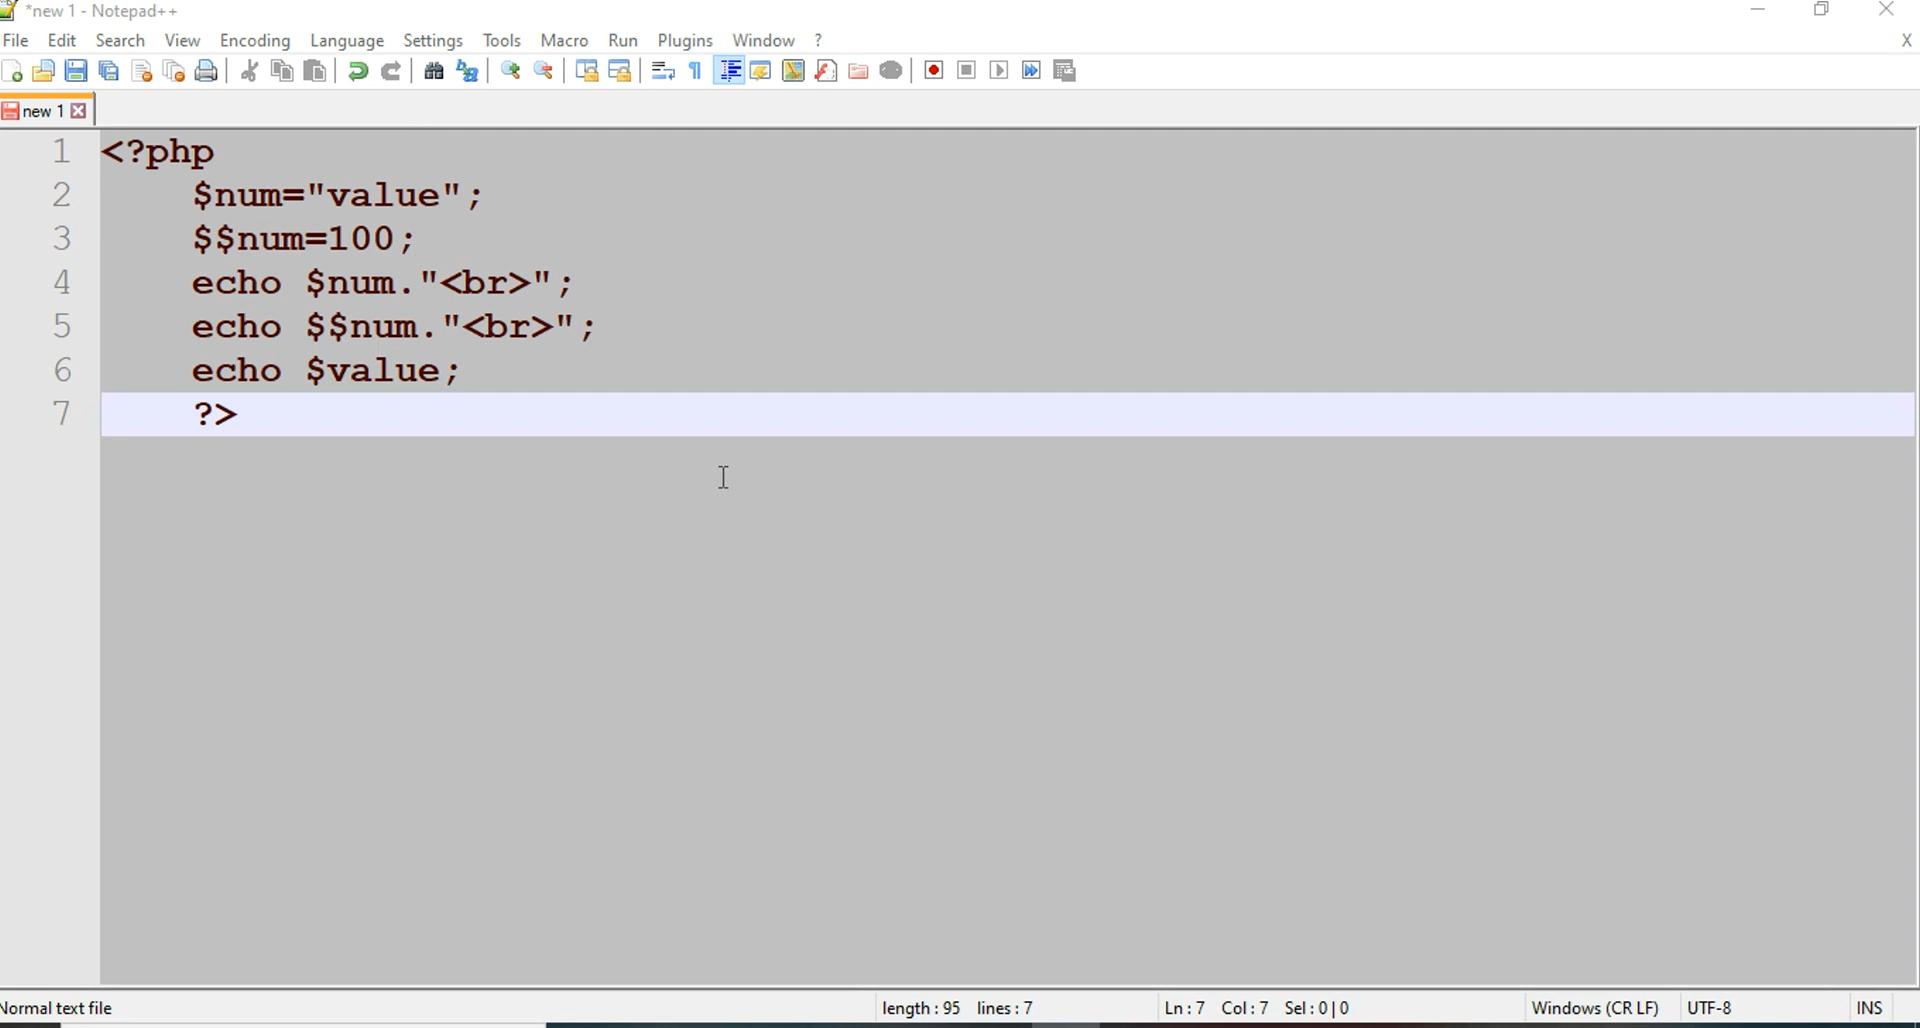 *new 1 - Notepad++
File Edit Search View Encoding Language Settings Tools Macro Run Plugins Window ? X
new 1
1 <?php
2 $num="value";
3 $$num=100;
4 echo $num."<br>";
5 echo $$num."<br>";
6 echo $value;
7 ?>
Normal text file length : 95 lines : 7 Ln : 7 Col : 7 Sel : 0 | 0 Windows (CR LF) UTF-8 INS